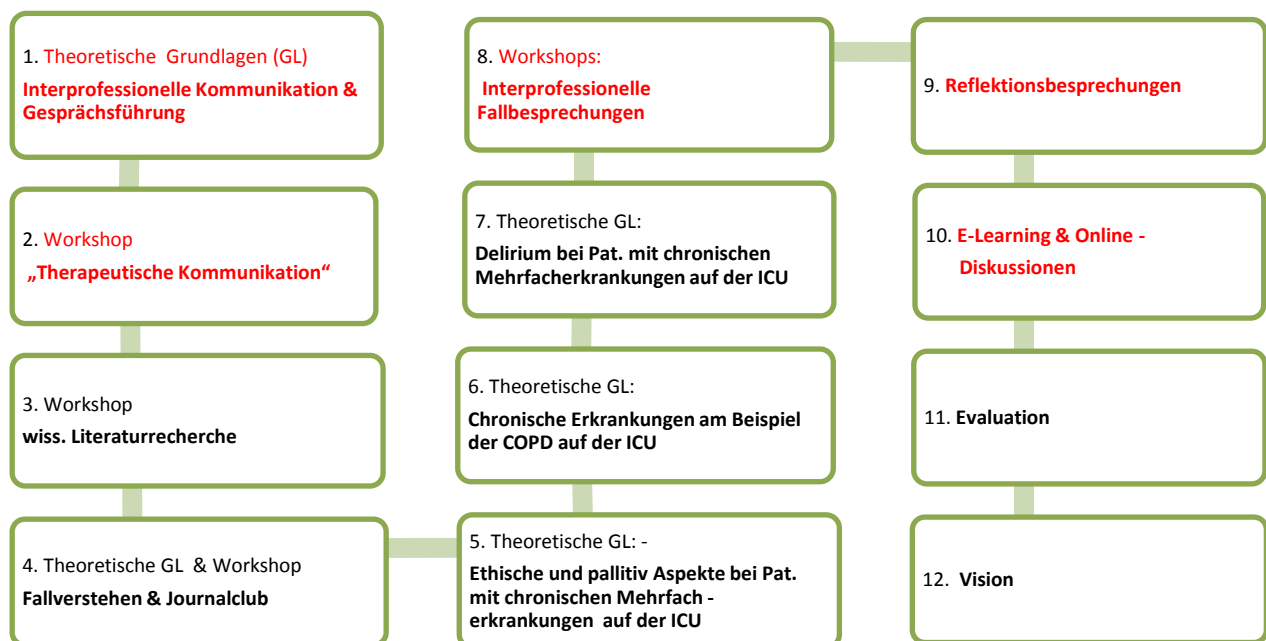 1. Theoretische Grundlagen (GL)
Interprofessionelle Kommunikation &
Gesprächsführung
2. Workshop
„Therapeutische Kommunikation“
3. Workshop
wiss. Literaturrecherche
4. Theoretische GL & Workshop
Fallverstehen & Journalclub
5. Theoretische GL: -
Ethische und pallitiv Aspekte bei Pat.
mit chronischen Mehrfach -
erkrankungen auf der ICU
6. Theoretische GL:
Chronische Erkrankungen am Beispiel
der COPD auf der ICU
7. Theoretische GL:
Delirium bei Pat. mit chronischen
Mehrfacherkrankungen auf der ICU
8. Workshops:
Interprofessionelle
Fallbesprechungen
9. Reflektionsbesprechungen
10. E-Learning & Online -
Diskussionen
11. Evaluation
12. Vision